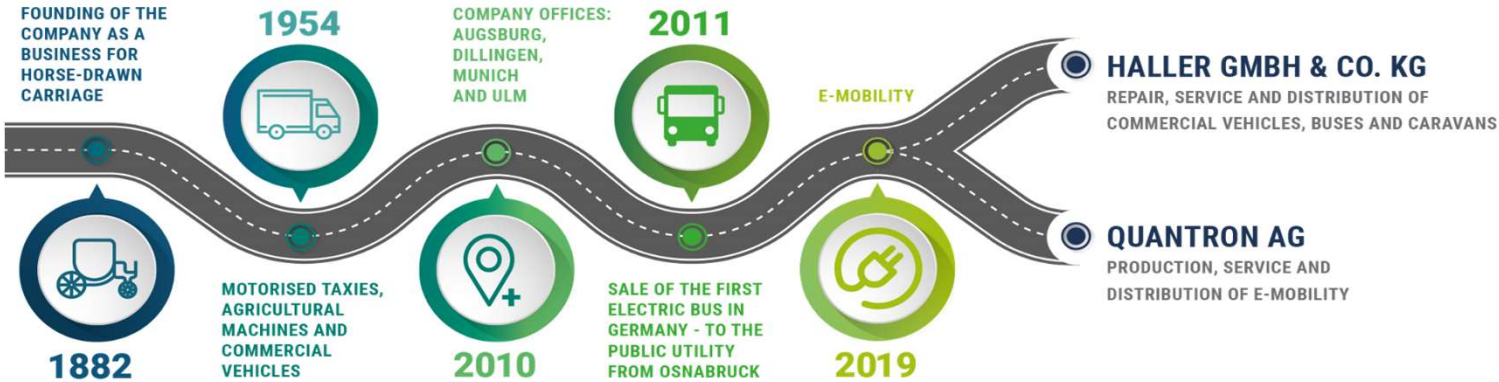 FOUNDING OF THE
COMPANY AS A
BUSINESS FOR
HORSE-DRAWN
CARRIAGE
1882
1954
MOTORISED TAXIES,
AGRICULTURAL
MACHINES AND
COMMERCIAL
VEHICLES
COMPANY OFFICES:
AUGSBURG,
DILLINGEN,
MUNICH
AND ULM
2010
2011
SALE OF THE FIRST
ELECTRIC BUS IN
GERMANY - TO THE
PUBLIC UTILITY
FROM OSNABRUCK
E-MOBILITY
2019
HALLER GMBH & CO. KG
REPAIR, SERVICE AND DISTRIBUTION OF
COMMERCIAL VEHICLES, BUSES AND CARAVANS
QUANTRON AG
PRODUCTION, SERVICE AND
DISTRIBUTION OF E-MOBILITY